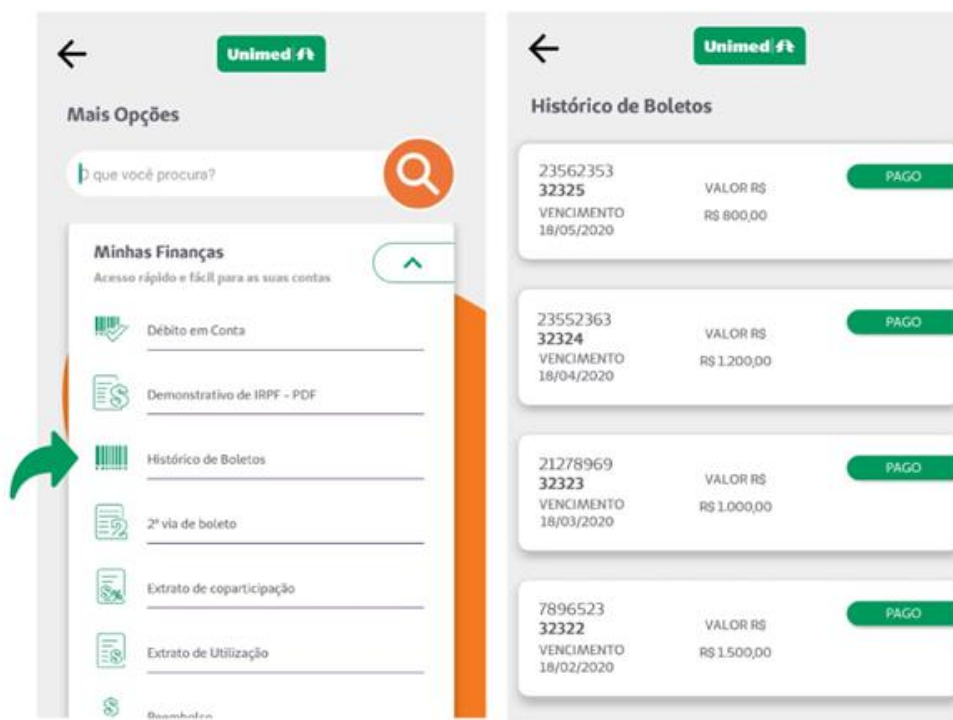 Unimed
Mais Opções
O que você procura?
Minhas Finanças
Acesso rápido e fácil para as suas contas
Débito em Conta
Demonstrativo de IRPF - PDF
Histórico de Boletos
2ª via de boleto
Extrato de coparticipação
Extrato de Utilização
Reembolso
Unimed
Histórico de Boletos
23562353
32325
VALOR R$
PAGO
VENCIMENTO
R$ 800,00
18/05/2020
23552363
32324
VALOR R$
PAGO
VENCIMENTO
R$ 1.200,00
18/04/2020
21278969
32323
VALOR R$
PAGO
VENCIMENTO
R$ 1.000,00
18/03/2020
7896523
32322
VALOR R$
PAGO
VENCIMENTO
R$ 1.500,00
18/02/2020